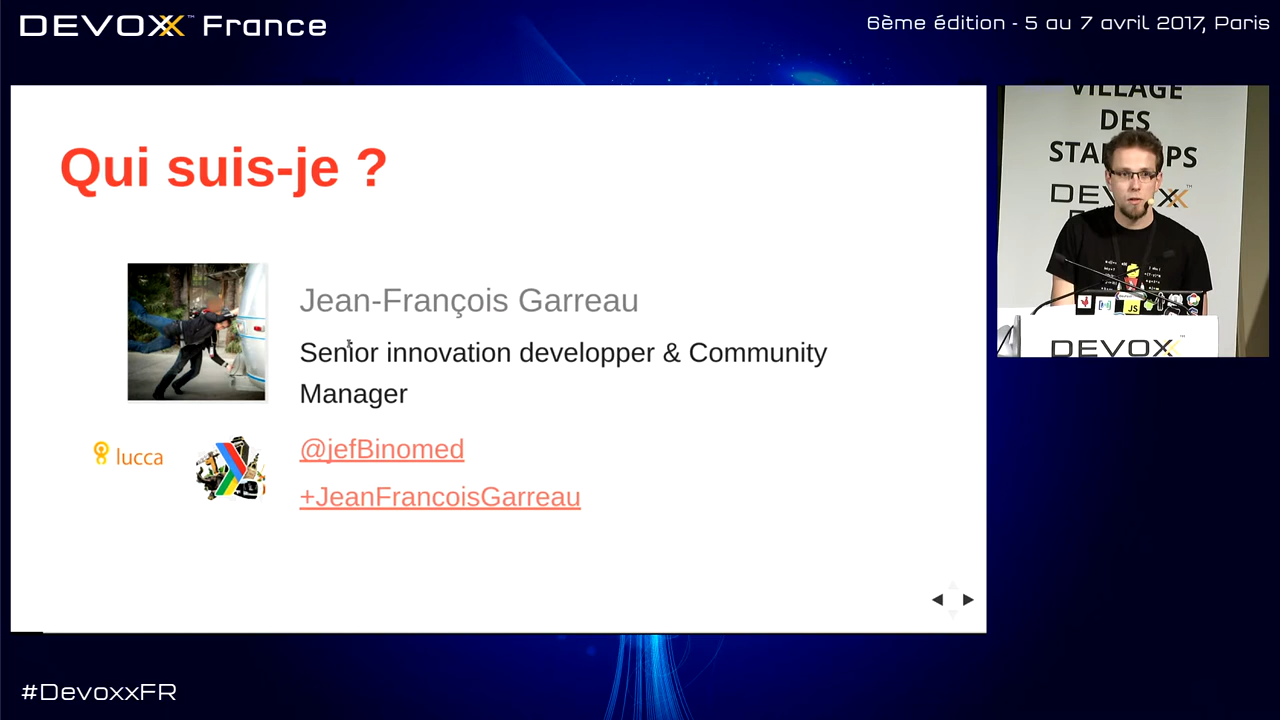 DEVOXX™ France
6ème édition - 5 au 7 avril 2017, Paris
Qui suis-je ?
Jean-François Garreau
Senior innovation developper & Community
Manager
lucca
@jefBinomed
+JeanFrancoisGarreau
VILLAGE
DES
DEVOXX
JS
DEVOXX
#DevoxxFR